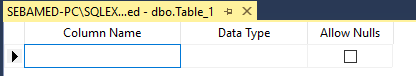 SEBAMED-PC\SQLEX...ed - dbo.Table_1
Column Name Data Type Allow Nulls